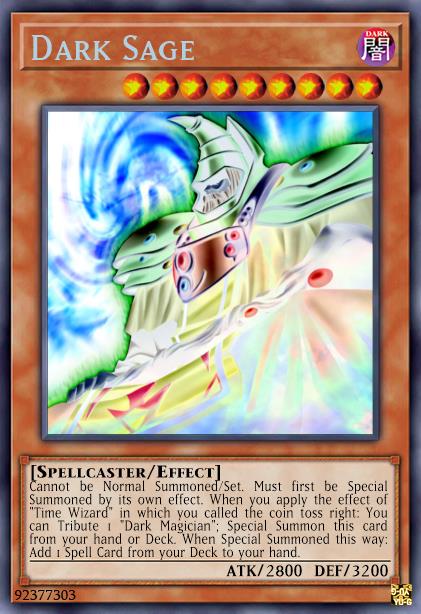 Dark Sage
DARK
闇
[Spellcaster/Effect]
Cannot be Normal Summoned/Set. Must first be Special
Summoned by its own effect. When you apply the effect of
"Time Wizard" in which you called the coin toss right: You
can Tribute 1 "Dark Magician"; Special Summon this card
from your hand or Deck. When Special Summoned this way:
Add 1 Spell Card from your Deck to your hand.
ATK/2800 DEF/3200
92377303